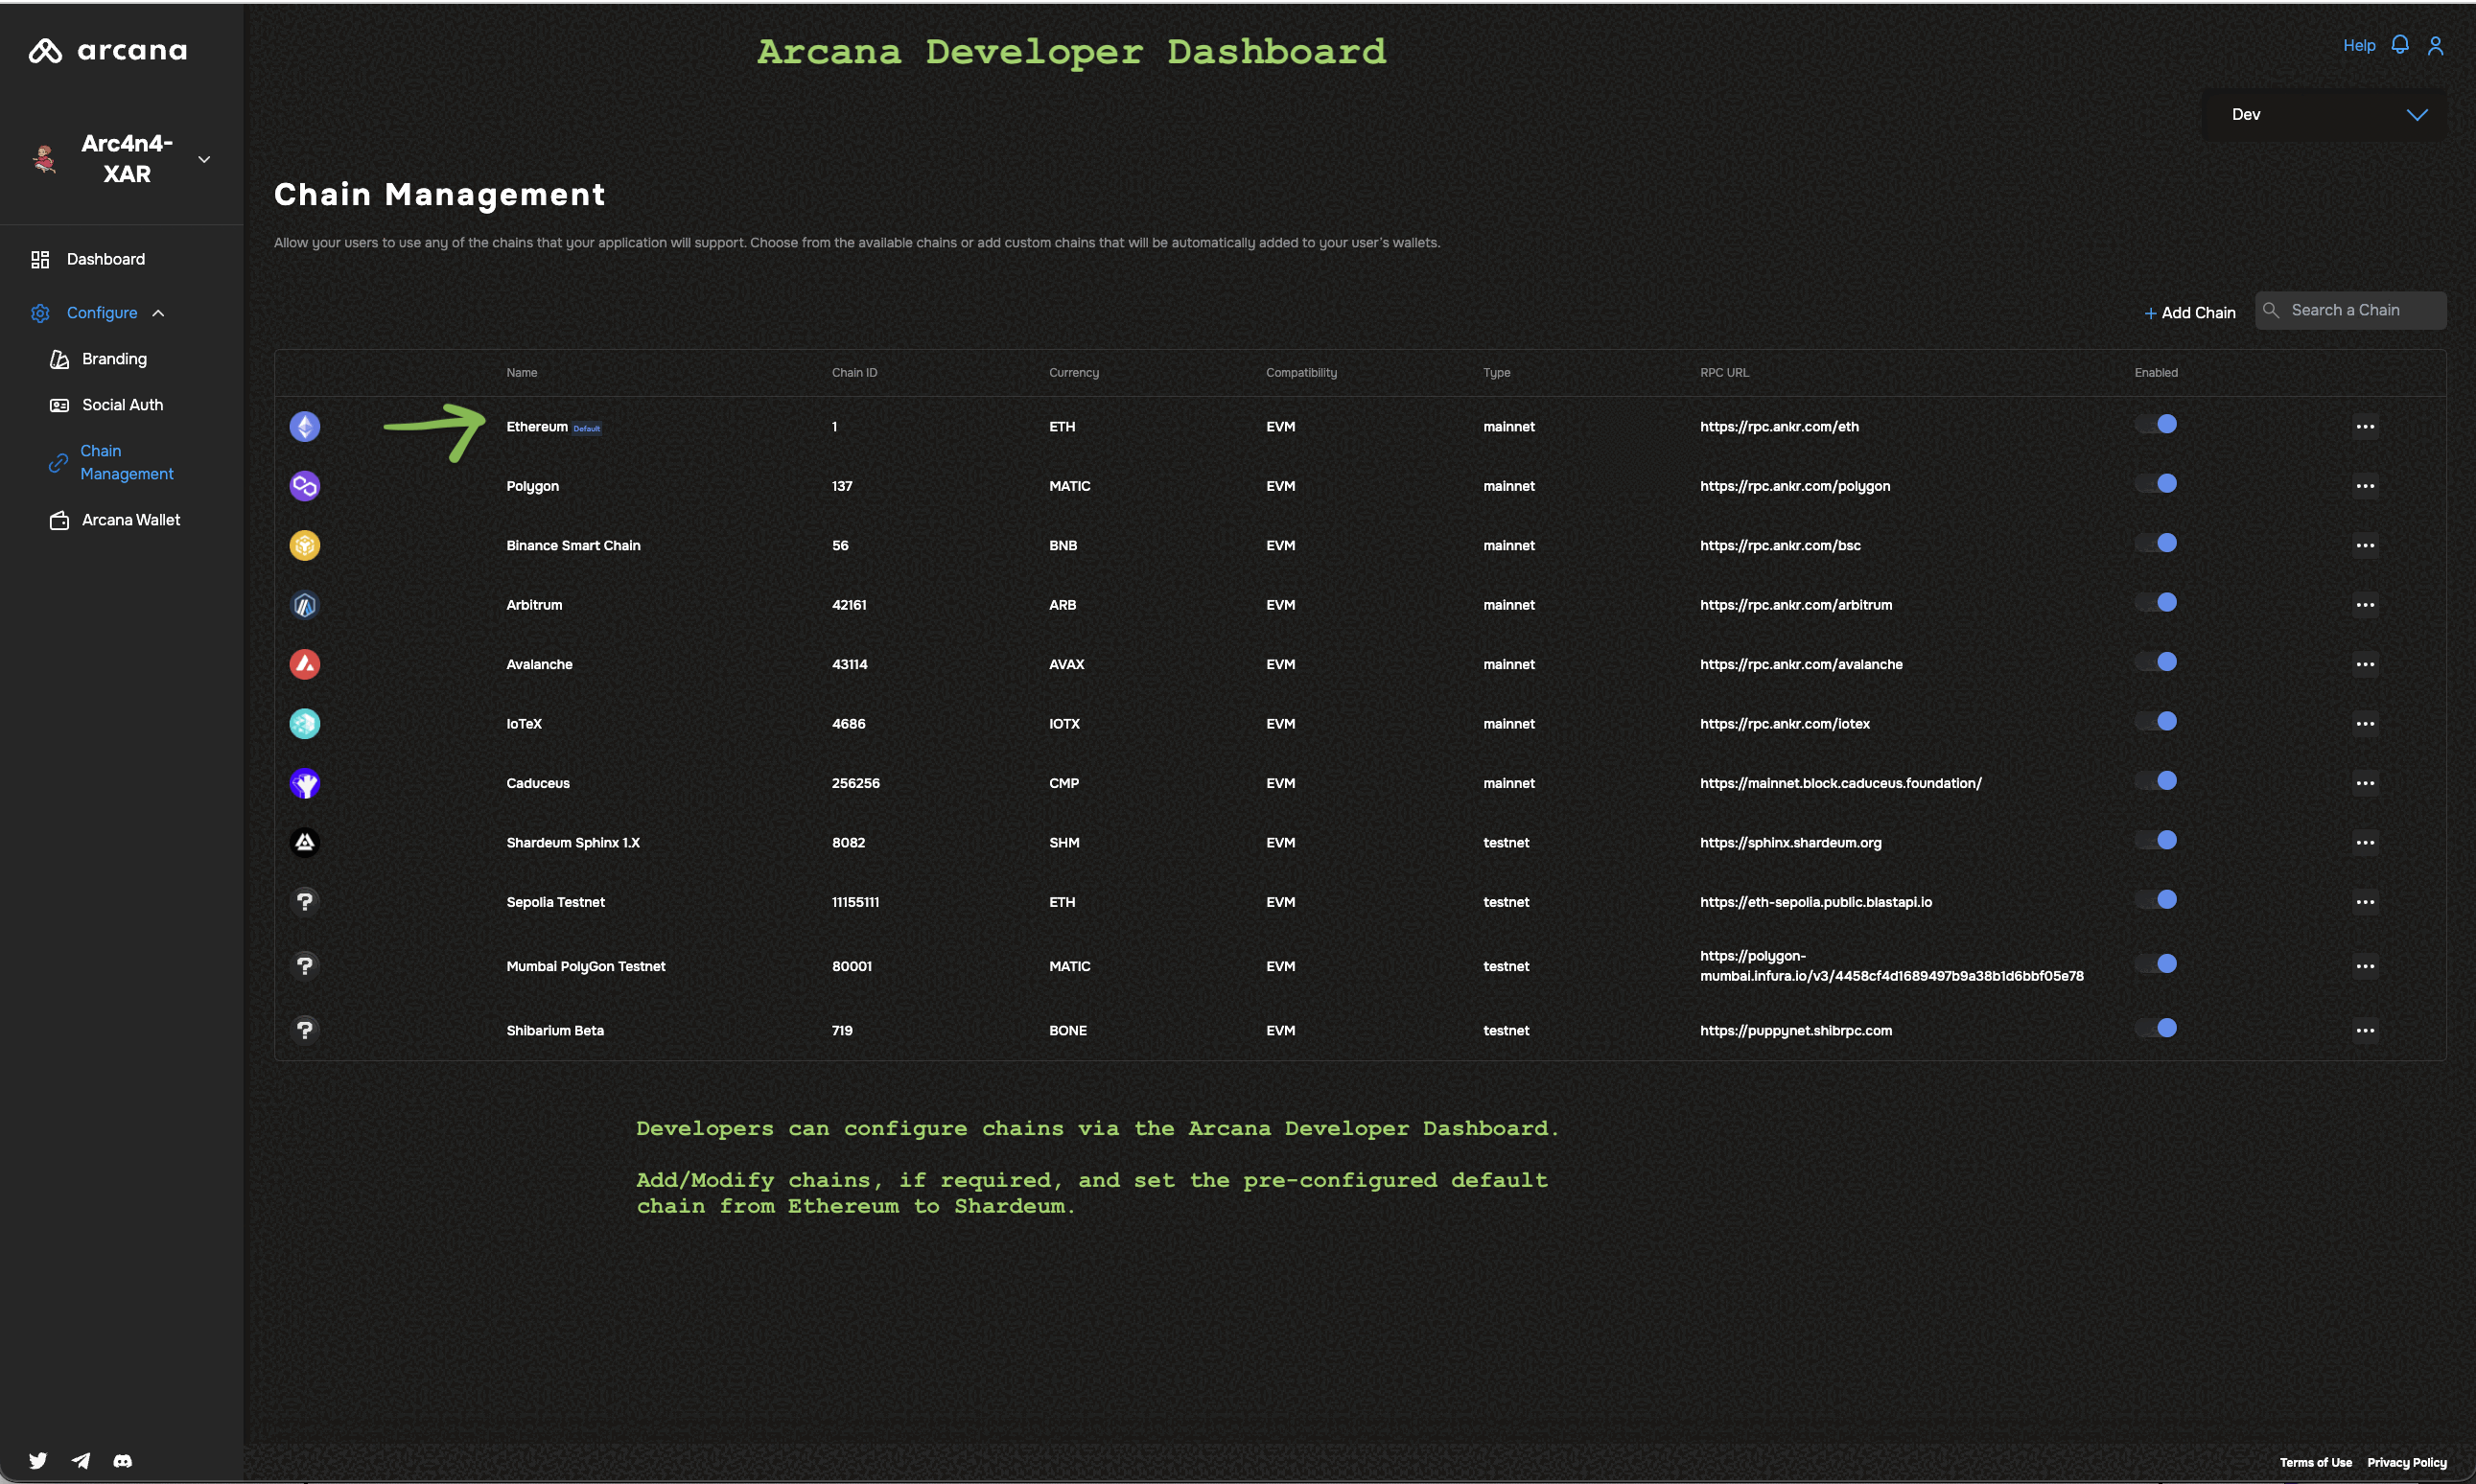 arcana
Arcana Developer Dashboard
Help
Dev
Arc4n4-
XAR
Chain Management
Allow your users to use any of the chains that your application will support. Choose from the available chains or add custom chains that will be automatically added to your user's wallets.
Dashboard
Configure
Branding
Social Auth
Chain
Management
Arcana Wallet
+ Add Chain
Search a Chain
Name Chain ID Currency Compatibility Type RPC URL Enabled
Ethereum Default 1 ETH EVM mainnet https://rpc.ankr.com/eth
Polygon 137 MATIC EVM mainnet https://rpc.ankr.com/polygon
Binance Smart Chain 56 BNB EVM mainnet https://rpc.ankr.com/bsc
Arbitrum 42161 ARB EVM mainnet https://rpc.ankr.com/arbitrum
Avalanche 43114 AVAX EVM mainnet https://rpc.ankr.com/avalanche
IoTeX 4686 IOTX EVM mainnet https://rpc.ankr.com/iotex
Caduceus 256256 CMP EVM mainnet https://mainnet.block.caduceus.foundation/
Shardeum Sphinx 1.X 8082 SHM EVM testnet https://sphinx.shardeum.org
Sepolia Testnet 11155111 ETH EVM testnet https://eth-sepolia.public.blastapi.io
Mumbai PolyGon Testnet 80001 MATIC EVM testnet https://polygon-
mumbai.infura.io/v3/4458cf4d1689497b9a38b1d6bbf05e78
Shibarium Beta 719 BONE EVM testnet https://puppynet.shibrpc.com
Developers can configure chains via the Arcana Developer Dashboard.
Add/Modify chains, if required, and set the pre-configured default
chain from Ethereum to Shardeum.
Terms of Use Privacy Policy